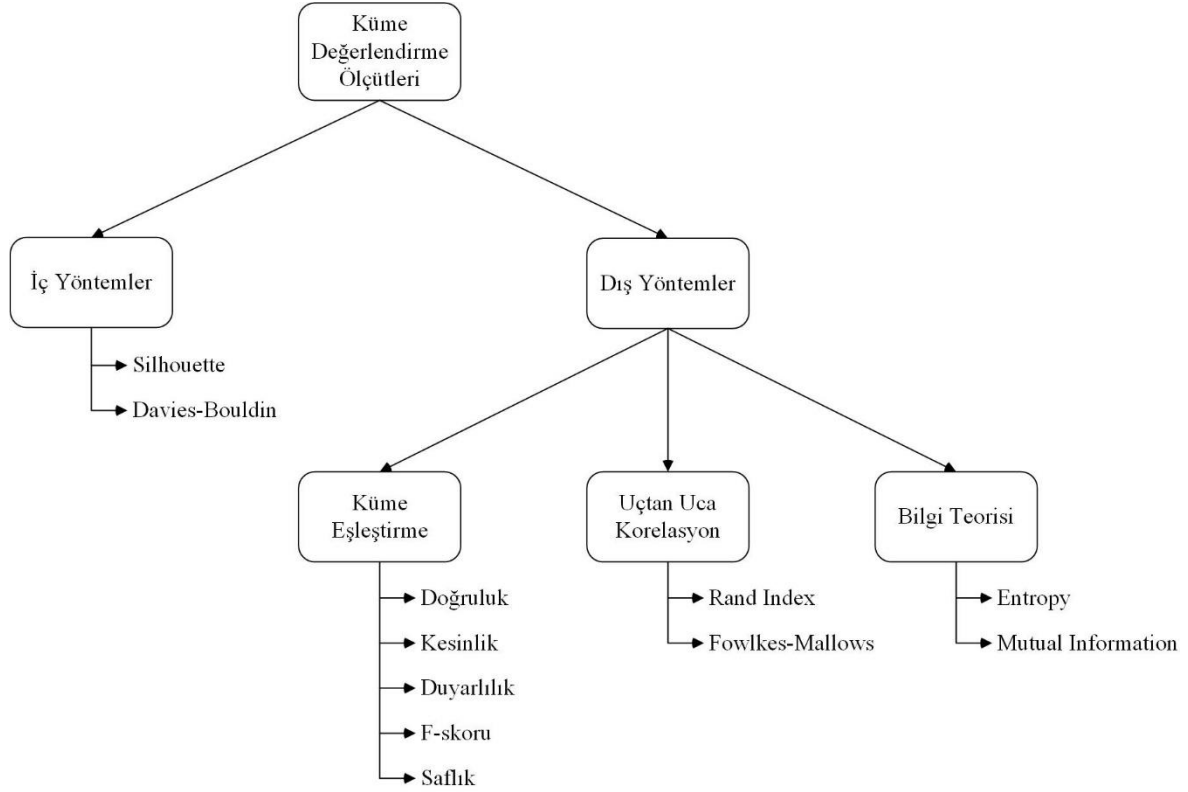 Küme
Değerlendirme
Ölçütleri
İç Yöntemler
Dış Yöntemler
Silhouette
Davies-Bouldin
Küme
Eşleştirme
Uçtan Uca
Korelasyon
Bilgi Teorisi
Doğruluk
Kesinlik
Duyarlılık
F-skoru
Saflık
Rand Index
Fowlkes-Mallows
Entropy
Mutual Information